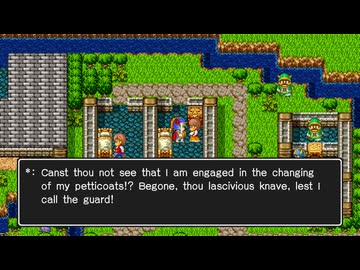 *: Canst thou not see that I am engaged in the changing
of my petticoats!? Begone, thou lascivious knave, lest I
call the guard!